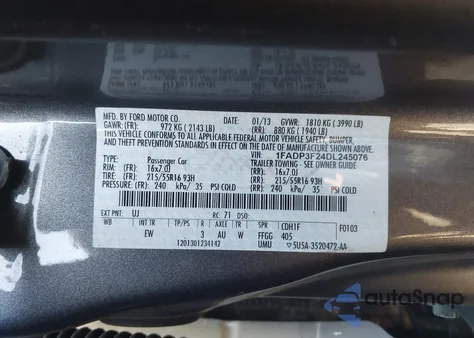 MFD. BY FORD MOTOR CO. 01/13 GVWR: 1810 KG ( 3990 LB)
GAWR: (FR): 972 KG ( 2143 LB) (RR): 880 KG ( 1940 LB)
THIS VEHICLE CONFORMS TO ALL APPLICABLE FEDERAL MOTOR VEHICLE SAFETY, BUMPER,
AND THEFT PREVENTION STANDARDS IN EFFECT ON THE DATE OF MANUFACTURE SHOWN ABOVE.
VIN: 1FADP3F24DL245076
TYPE: Passenger Car TRAILER TOWING - SEE OWNER GUIDE
RIM: (FR): 16x7.0J (RR): 16x7.0J
TIRE (FR): 215/55R16 93H (RR): 215/55R16 93H
PRESSURE (FR): 240 kPa/ 35 PSI COLD (RR): 240 kPa/ 35 PSI COLD
EXT PNT: UJ RC: 71 DSO:
WB INT TR TP/PS R AXLE TR SPR CDH1F F0103
EW 3 AU W FFGG 405
1201301234142 UMU 5U5A-3520472-AA
autoSnap